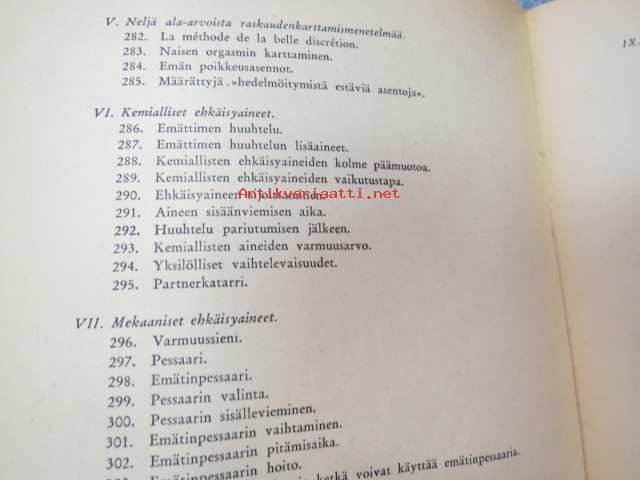 V. Neljä ala-arvoista raskaudenkarttamismenetelmää.
282. La méthode de la belle discrétion.
283. Naisen orgasmin karttaminen.
284. Emän poikkeusasennot.
285. Määrättyjä »hedelmöitymistä estäviä asentoja».
IX.
VI. Kemialliset ehkäisyaineet.
286. Emättimen huuhtelu.
287. Emättimen huuhtelun lisäaineet.
288. Kemiallisten ehkäisyaineiden kolme päämuotoa.
289. Kemiallisten ehkäisyaineiden vaikutustapa.
290. Ehkäisyaineen
Antikvariaatti.net
291. Aineen sisäänviemisen aika.
292. Huuhtelu pariutumisen jälkeen.
293. Kemiallisten aineiden varmuusarvo.
294. Yksilölliset vaihtelevaisuudet.
295. Partnerkatarri.
VII. Mekaaniset ehkäisyaineet.
296. Varmuussieni.
297. Pessaari.
298. Emätinpessaari.
299. Pessaarin valinta.
300. Pessaarin sisällevieminen.
301. Emätinpessaarin vaihtaminen.
302. Emätinpessaarin pitämisaika.
Emätinpessaarin hoito.
voivat käyttää emätinpessaaria.